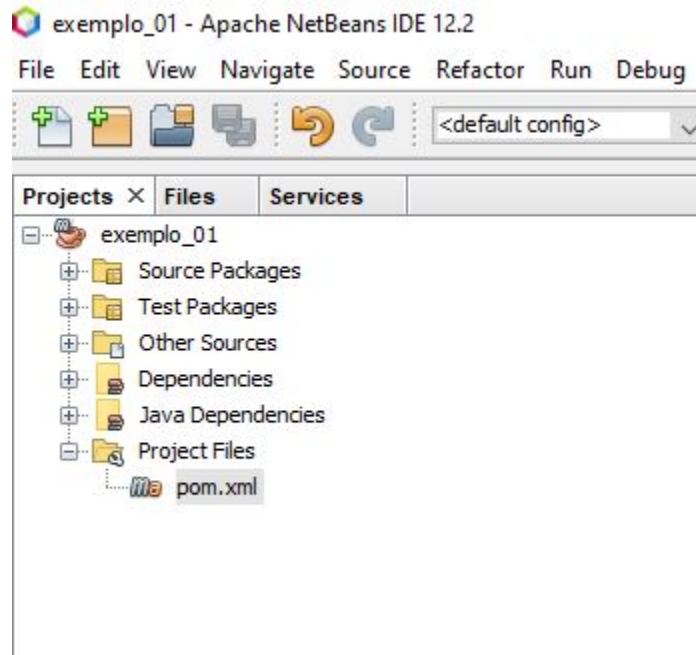 exemplo_01 - Apache NetBeans IDE 12.2
File Edit View Navigate Source Refactor Run Debug
<default config>
Projects Files Services
exemplo_01
Source Packages
Test Packages
Other Sources
Dependencies
Java Dependencies
Project Files
pom.xml